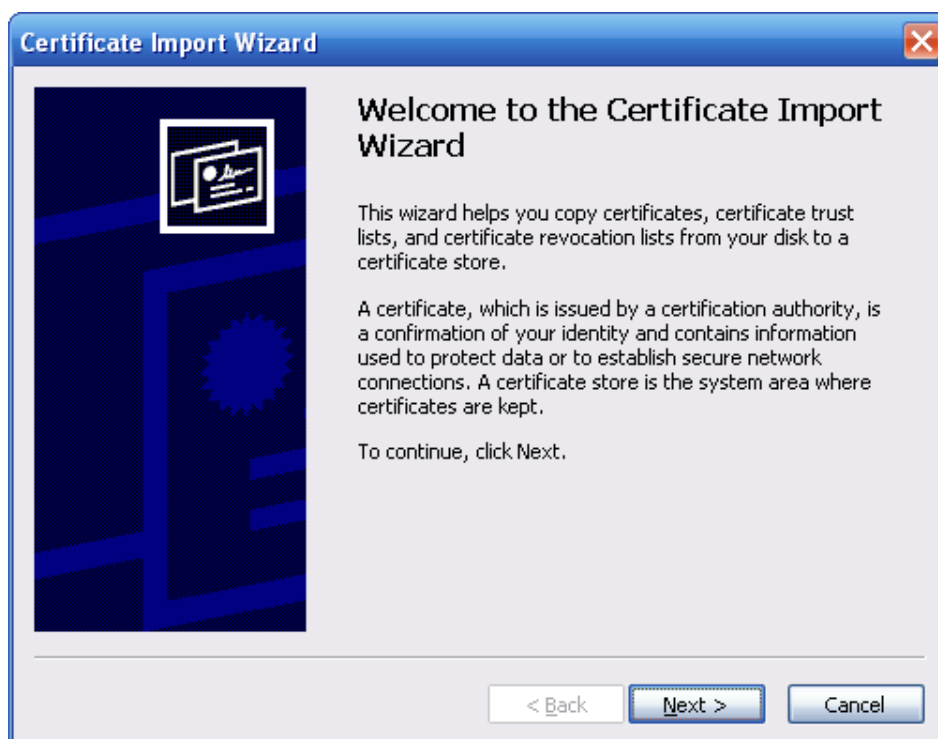 Certificate Import Wizard
Welcome to the Certificate Import
Wizard
This wizard helps you copy certificates, certificate trust
lists, and certificate revocation lists from your disk to a
certificate store.
A certificate, which is issued by a certification authority, is
a confirmation of your identity and contains information
used to protect data or to establish secure network
connections. A certificate store is the system area where
certificates are kept.
To continue, click Next.
< Back
Next >
Cancel